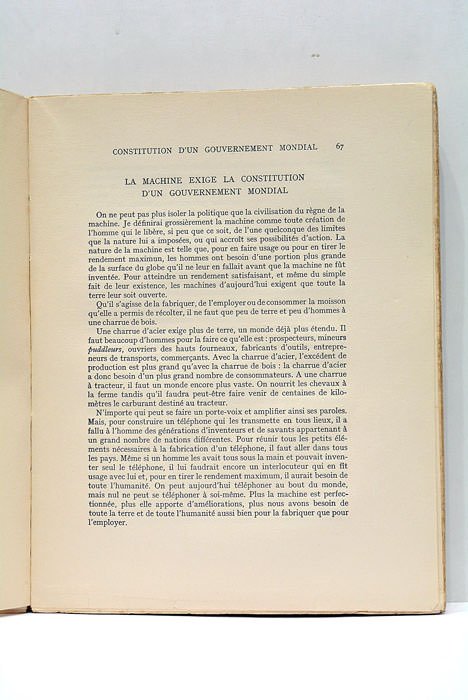 CONSTITUTION D'UN GOUVERNEMENT MONDIAL 67
LA MACHINE EXIGE LA CONSTITUTION
D'UN GOUVERNEMENT MONDIAL
On ne peut pas plus isoler la politique que la civilisation du règne de la
machine. Je définirai grossièrement la machine comme toute création de
l'homme qui le libère, si peu que ce soit, de l'une quelconque des limites
que la nature lui a imposées, ou qui accroît ses possibilités d'action. La
nature de la machine est telle que, pour en faire usage ou pour en tirer le
rendement maximun, les hommes ont besoin d'une portion plus grande
de la surface du globe qu'il ne leur en fallait avant que la machine ne fût
inventée. Pour atteindre un rendement satisfaisant, et même du simple
fait de leur existence, les machines d'aujourd'hui exigent que toute la
terre leur soit ouverte.
Qu'il s'agisse de la fabriquer, de l'employer ou de consommer la moisson
qu'elle a permis de récolter, il ne faut que peu de terre et peu d'hommes à
une charrue de bois.
Une charrue d'acier exige plus de terre, un monde déjà plus étendu. Il
faut beaucoup d'hommes pour la faire ce qu'elle est : prospecteurs, mineurs
puddleurs, ouvriers des hauts fourneaux, fabricants d'outils, entrepre-
neurs de transports, commerçants. Avec la charrue d'acier, l'excédent de
production est plus grand qu'avec la charrue de bois : la charrue d'acier
a donc besoin d'un plus grand nombre de consommateurs. A une charrue
à tracteur, il faut un monde encore plus vaste. On nourrit les chevaux à
la ferme tandis qu'il faudra peut-être faire venir de centaines de kilo-
mètres le carburant destiné au tracteur.
N'importe qui peut se faire un porte-voix et amplifier ainsi ses paroles.
Mais, pour construire un téléphone qui les transmette en tous lieux, il a
fallu à l'homme des générations d'inventeurs et de savants appartenant à
un grand nombre de nations différentes. Pour réunir tous les petits élé-
ments nécessaires à la fabrication d'un téléphone, il faut aller dans tous
les pays. Même si un homme les avait tous sous la main et pouvait inven-
ter seul le téléphone, il lui faudrait encore un interlocuteur qui en fît
usage avec lui et, pour en tirer le rendement maximum, il aurait besoin de
toute l'humanité. On peut aujourd'hui téléphoner au bout du monde,
mais nul ne peut se téléphoner à soi-même. Plus la machine est perfec-
tionnée, plus elle apporte d'améliorations, plus nous avons besoin de
toute la terre et de toute l'humanité aussi bien pour la fabriquer que pour
l'employer.